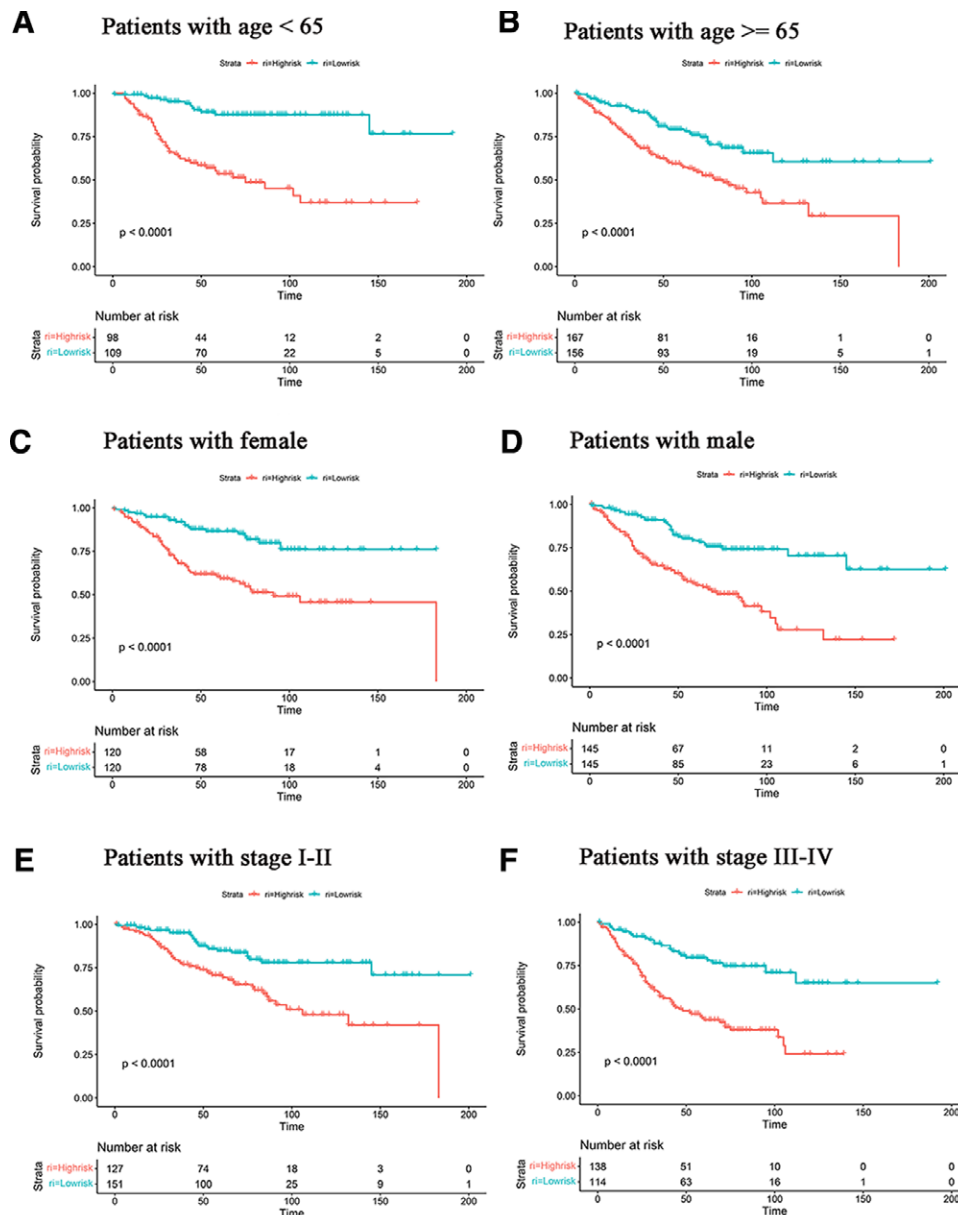 A Patients with age < 65
Strata ri=Highrisk ri=Lowrisk
1.00
0.75
0.50
0.25
0.00
Survival probability
p < 0.0001
0 50 100 150 200
Time
Number at risk
Strata
ri=Highrisk 98 44 12 2 0
ri=Lowrisk 109 70 22 5 0
0 50 100 150 200
Time
B Patients with age >= 65
Strata ri=Highrisk ri=Lowrisk
1.00
0.75
0.50
0.25
0.00
Survival probability
p < 0.0001
0 50 100 150 200
Time
Number at risk
Strata
ri=Highrisk 167 81 16 1 0
ri=Lowrisk 156 93 19 5 1
0 50 100 150 200
Time
C Patients with female
Strata ri=Highrisk ri=Lowrisk
1.00
0.75
0.50
0.25
0.00
Survival probability
p < 0.0001
0 50 100 150 200
Time
Number at risk
Strata
ri=Highrisk 120 58 17 1 0
ri=Lowrisk 120 78 18 4 0
0 50 100 150 200
Time
D Patients with male
Strata ri=Highrisk ri=Lowrisk
1.00
0.75
0.50
0.25
0.00
Survival probability
p < 0.0001
0 50 100 150 200
Time
Number at risk
Strata
ri=Highrisk 145 67 11 2 0
ri=Lowrisk 145 85 23 6 1
0 50 100 150 200
Time
E Patients with stage I-II
Strata ri=Highrisk ri=Lowrisk
1.00
0.75
0.50
0.25
0.00
Survival probability
p < 0.0001
0 50 100 150 200
Time
Number at risk
Strata
ri=Highrisk 127 74 18 3 0
ri=Lowrisk 151 100 25 9 1
0 50 100 150 200
Time
F Patients with stage III-IV
Strata ri=Highrisk ri=Lowrisk
1.00
0.75
0.50
0.25
0.00
Survival probability
p < 0.0001
0 50 100 150 200
Time
Number at risk
Strata
ri=Highrisk 138 51 10 0 0
ri=Lowrisk 114 63 16 1 0
0 50 100 150 200
Time